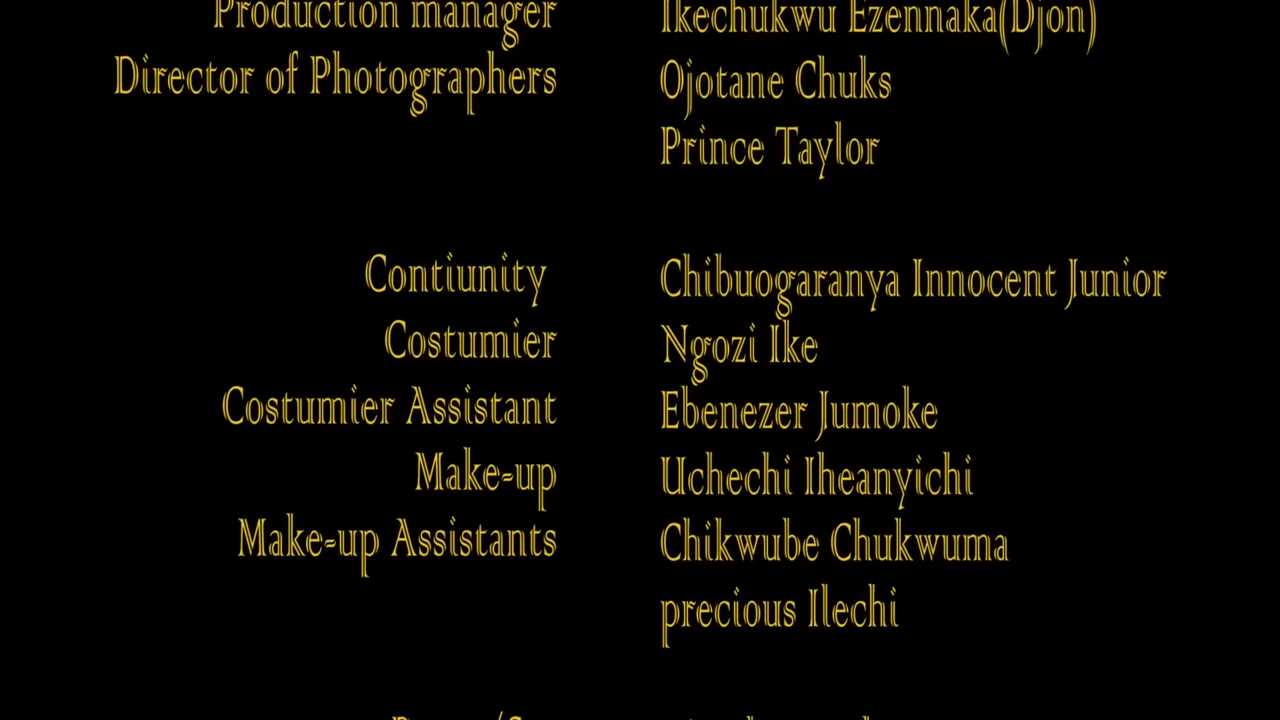 Production manager Ikechukwu Ezennaka(Djon)
Director of Photographers Ojotane Chuks
Prince Taylor
Contiunity Chibuogaranya Innocent Junior
Costumier Ngozi Ike
Costumier Assistant Ebenezer Jumoke
Make-up Uchechi Iheanyichi
Make-up Assistants Chikwube Chukwuma
precious Ilechi